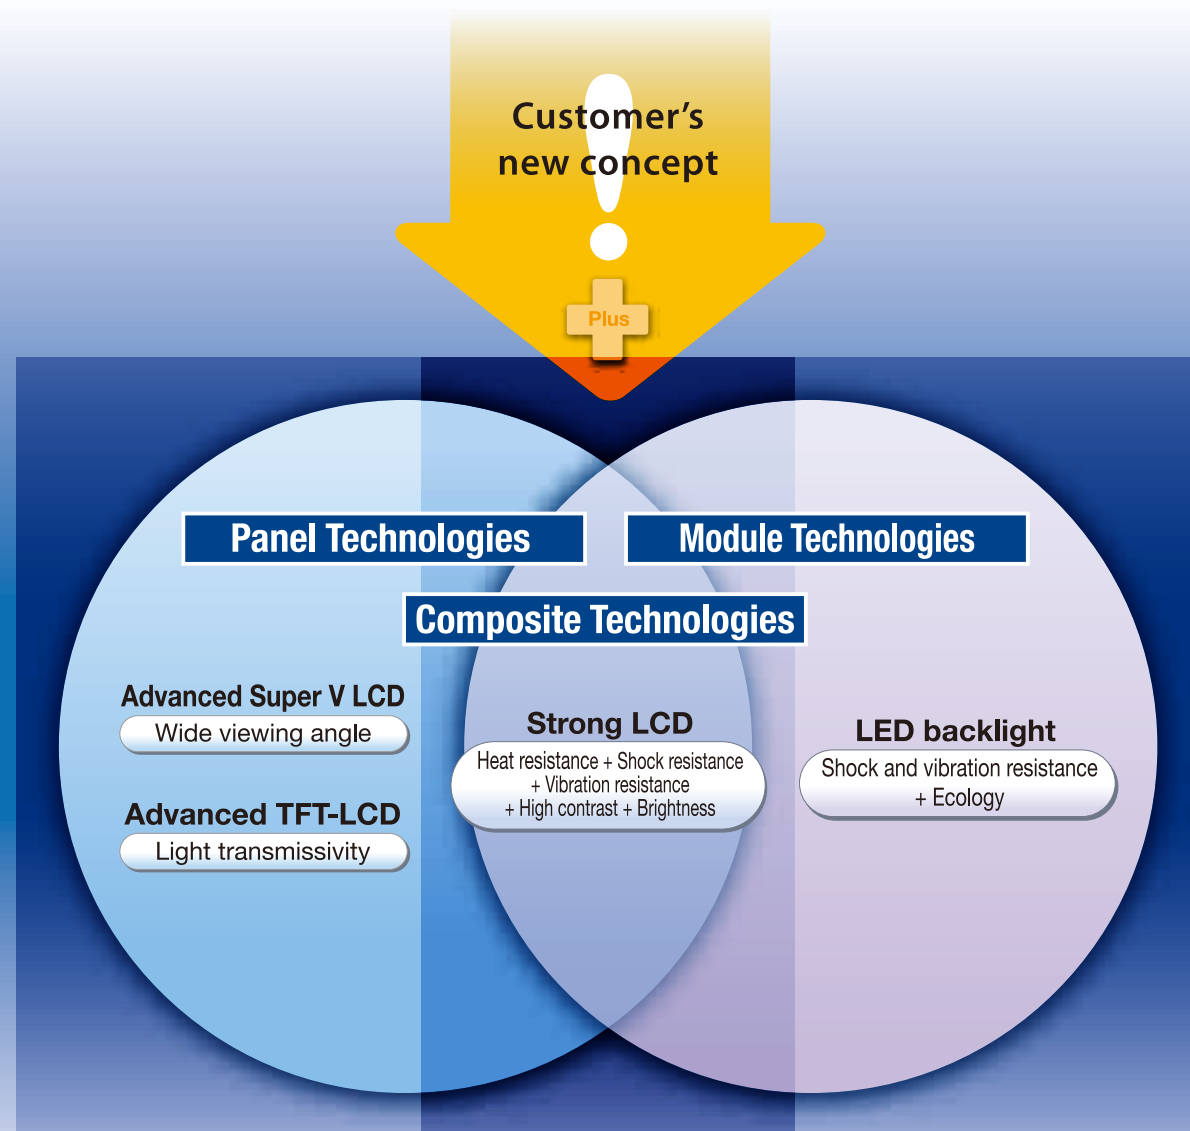 Customer's
new concept
Plus
Panel Technologies
Module Technologies
Composite Technologies
Advanced Super V LCD
Wide viewing angle
Advanced TFT-LCD
Light transmissivity
Strong LCD
Heat resistance + Shock resistance
+ Vibration resistance
+ High contrast + Brightness
LED backlight
Shock and vibration resistance
+ Ecology